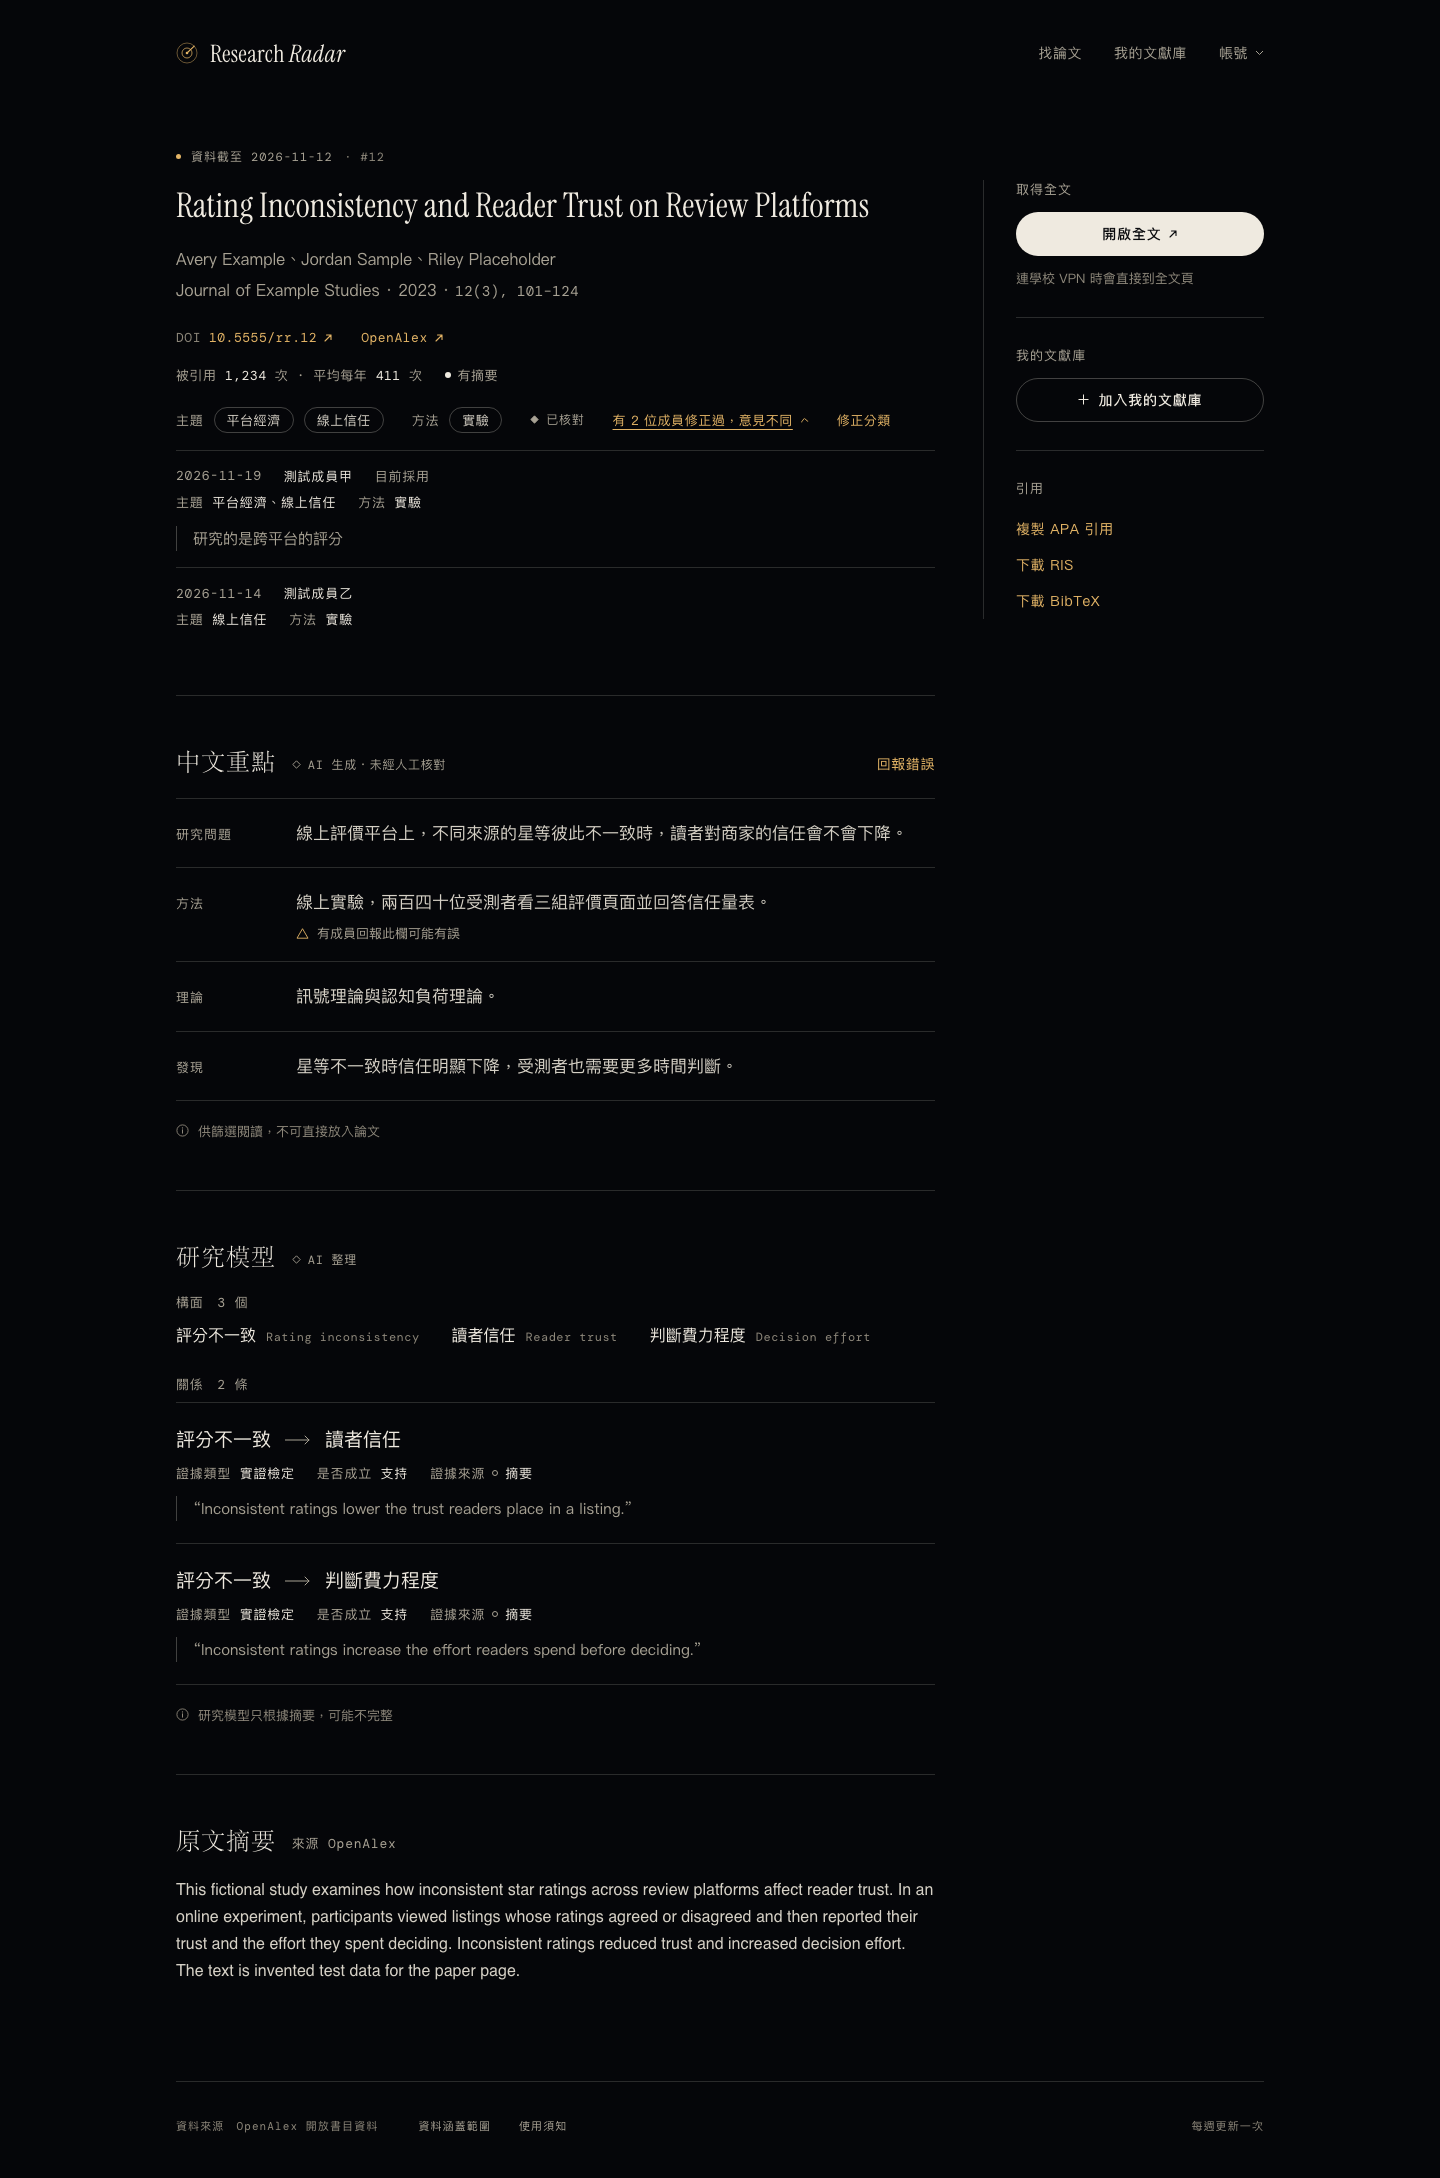 Research Radar
找論文 我的文獻庫 帳號
資料截至 2026-11-12 · #12
Rating Inconsistency and Reader Trust on Review Platforms
Avery Example、Jordan Sample、Riley Placeholder
Journal of Example Studies · 2023 · 12(3), 101-124
DOI 10.5555/rr.12 ↗ OpenAlex ↗
被引用 1,234 次 · 平均每年 411 次 ● 有摘要
主題 平台經濟 線上信任 方法 實驗 ◆ 已核對 有 2 位成員修正過，意見不同 修正分類
2026-11-19 測試成員甲 目前採用
主題 平台經濟、線上信任 方法 實驗
研究的是跨平台的評分
2026-11-14 測試成員乙
主題 線上信任 方法 實驗
取得全文
開啟全文 ↗
連學校 VPN 時會直接到全文頁
我的文獻庫
＋ 加入我的文獻庫
引用
複製 APA 引用
下載 RIS
下載 BibTeX
中文重點 ◇ AI 生成·未經人工核對 回報錯誤
研究問題 線上評價平台上，不同來源的星等彼此不一致時，讀者對商家的信任會不會下降。
方法 線上實驗，兩百四十位受測者看三組評價頁面並回答信任量表。
△ 有成員回報此欄可能有誤
理論 訊號理論與認知負荷理論。
發現 星等不一致時信任明顯下降，受測者也需要更多時間判斷。
ⓘ 供篩選閱讀，不可直接放入論文
研究模型 ◇ AI 整理
構面 3 個
評分不一致 Rating inconsistency 讀者信任 Reader trust 判斷費力程度 Decision effort
關係 2 條
評分不一致 → 讀者信任
證據類型 實證檢定 是否成立 支持 證據來源 ○ 摘要
“Inconsistent ratings lower the trust readers place in a listing.”
評分不一致 → 判斷費力程度
證據類型 實證檢定 是否成立 支持 證據來源 ○ 摘要
“Inconsistent ratings increase the effort readers spend before deciding.”
ⓘ 研究模型只根據摘要，可能不完整
原文摘要 來源 OpenAlex
This fictional study examines how inconsistent star ratings across review platforms affect reader trust. In an
online experiment, participants viewed listings whose ratings agreed or disagreed and then reported their
trust and the effort they spent deciding. Inconsistent ratings reduced trust and increased decision effort.
The text is invented test data for the paper page.
資料來源 OpenAlex 開放書目資料 資料涵蓋範圍 使用須知 每週更新一次